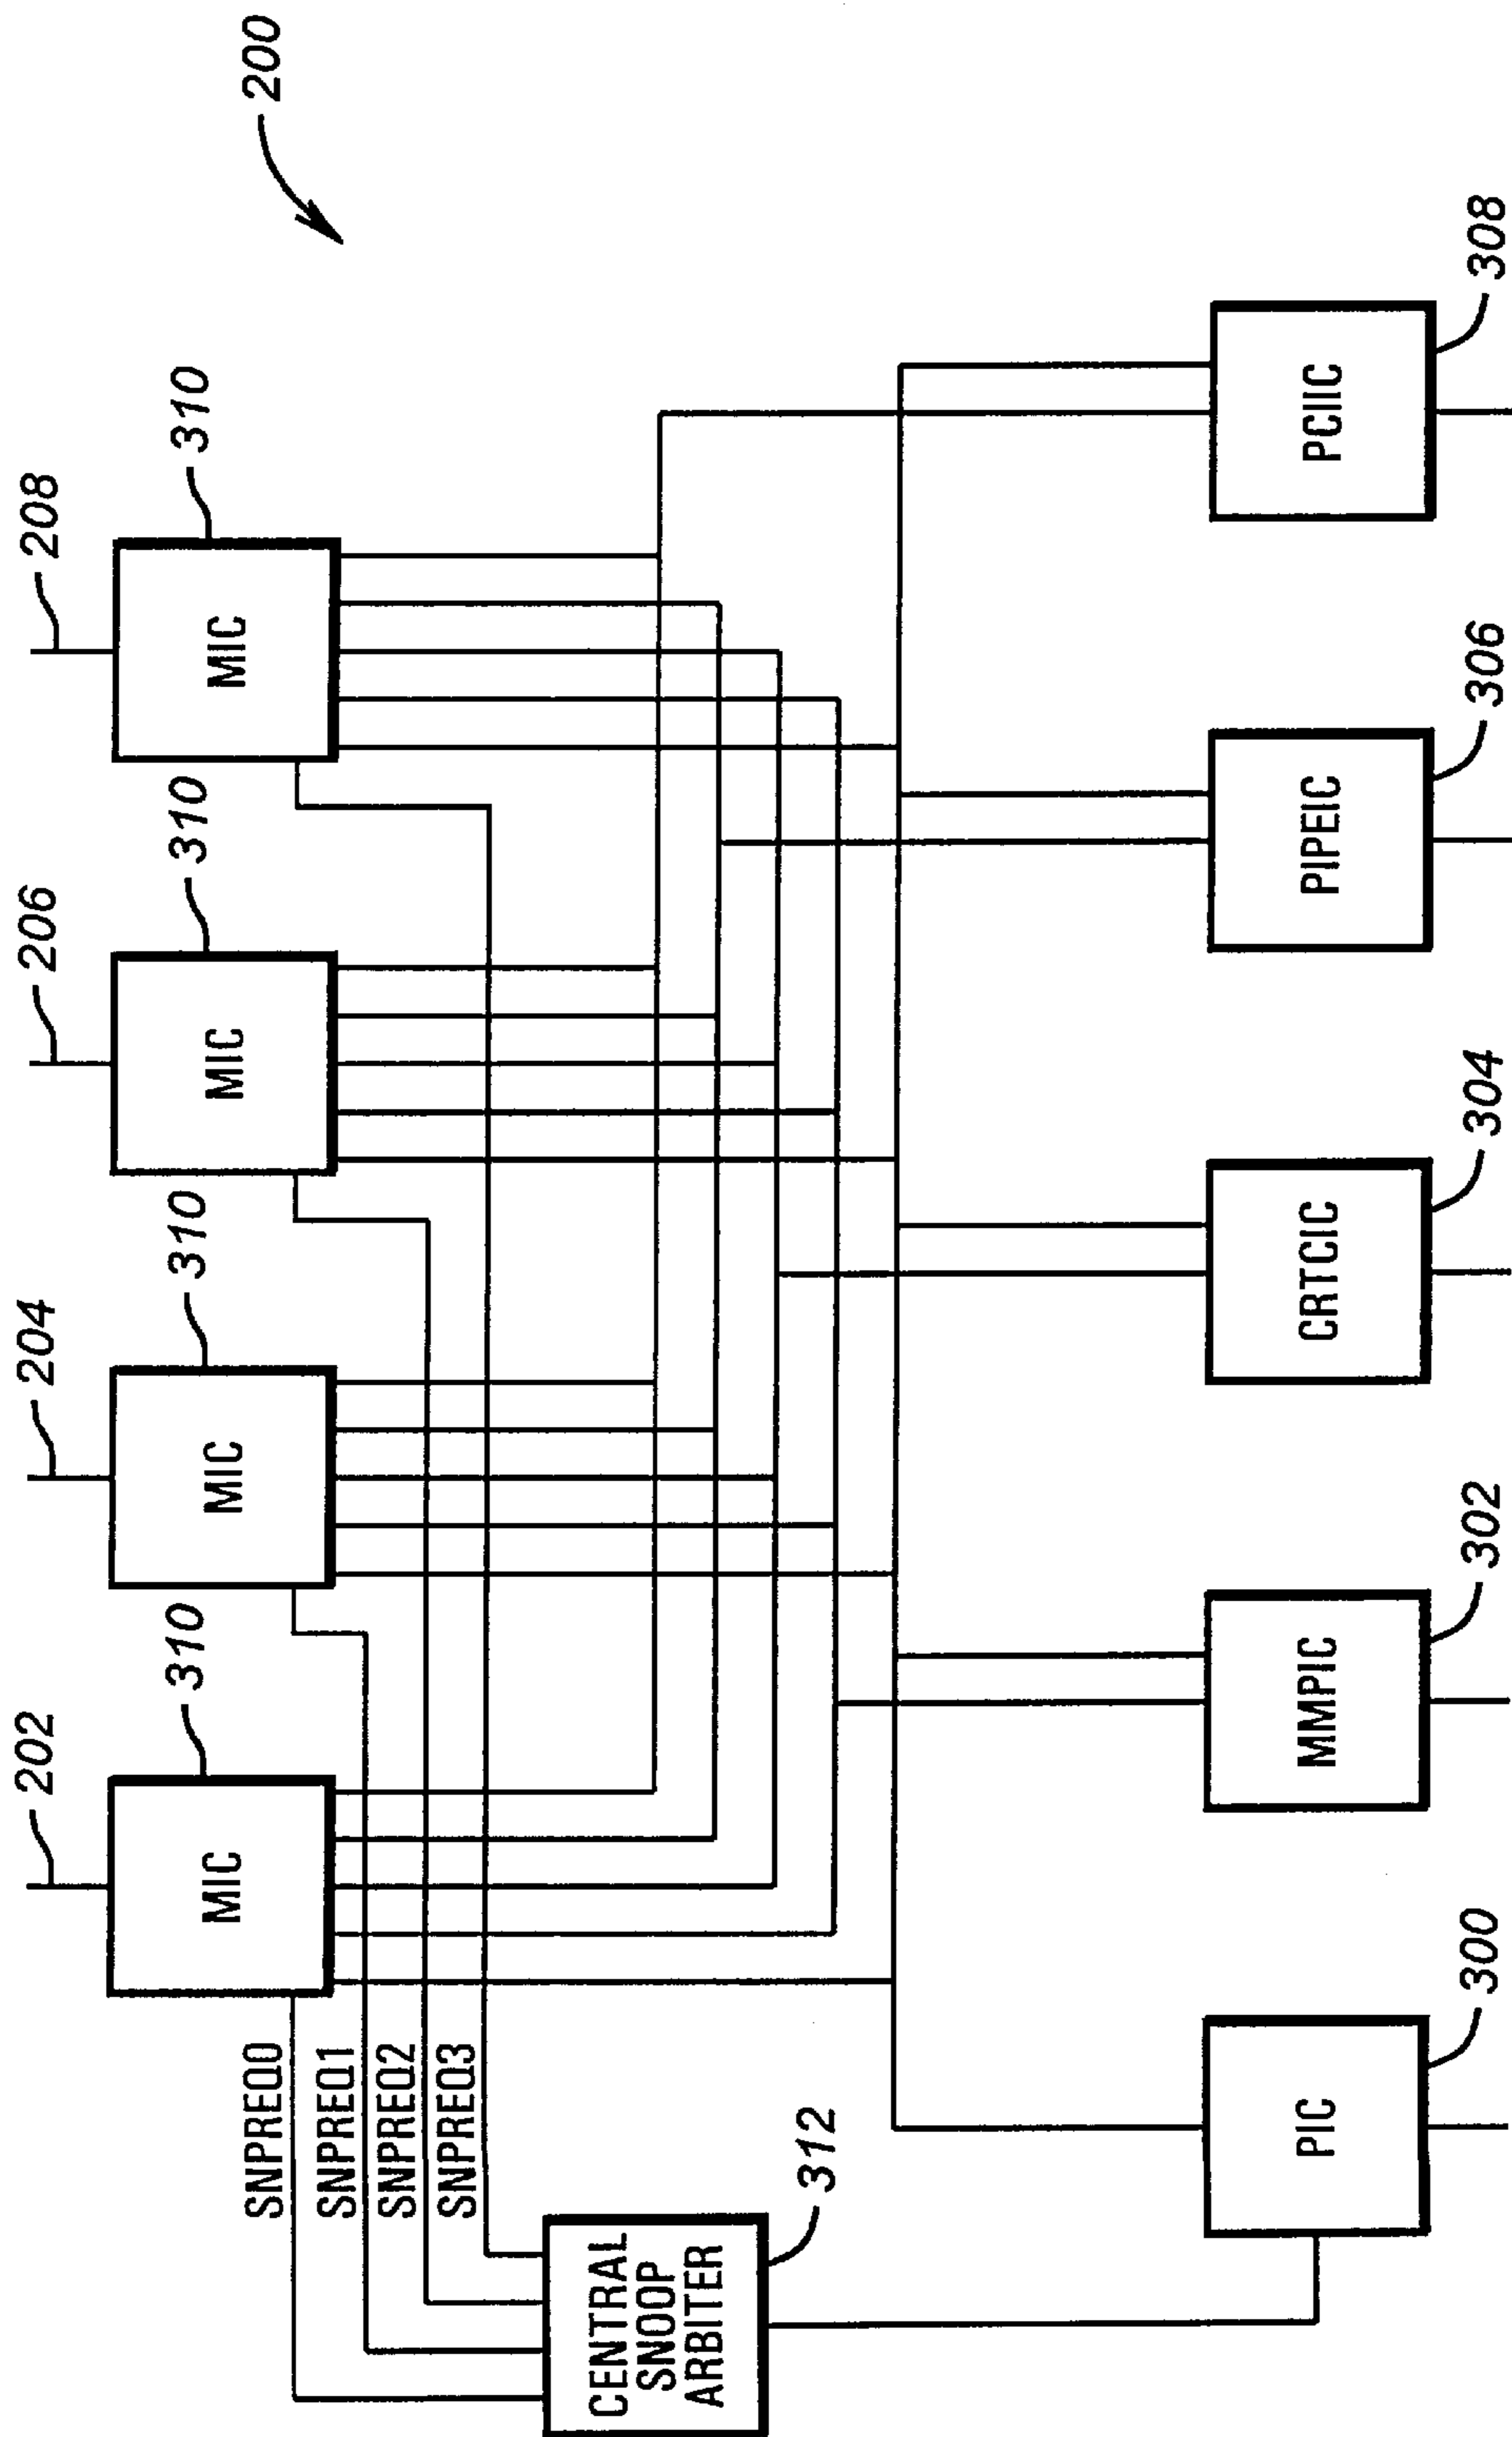 200
202
204
206
208
310
310
310
310
MIC
MIC
MIC
MIC
SNPREQ0
SNPREQ1
SNPREQ2
SNPREQ3
CENTRAL
SNOOP
ARBITER
312
PIC
MMPIC
CRTCIC
PIPEIC
PCIIC
300
302
304
306
308